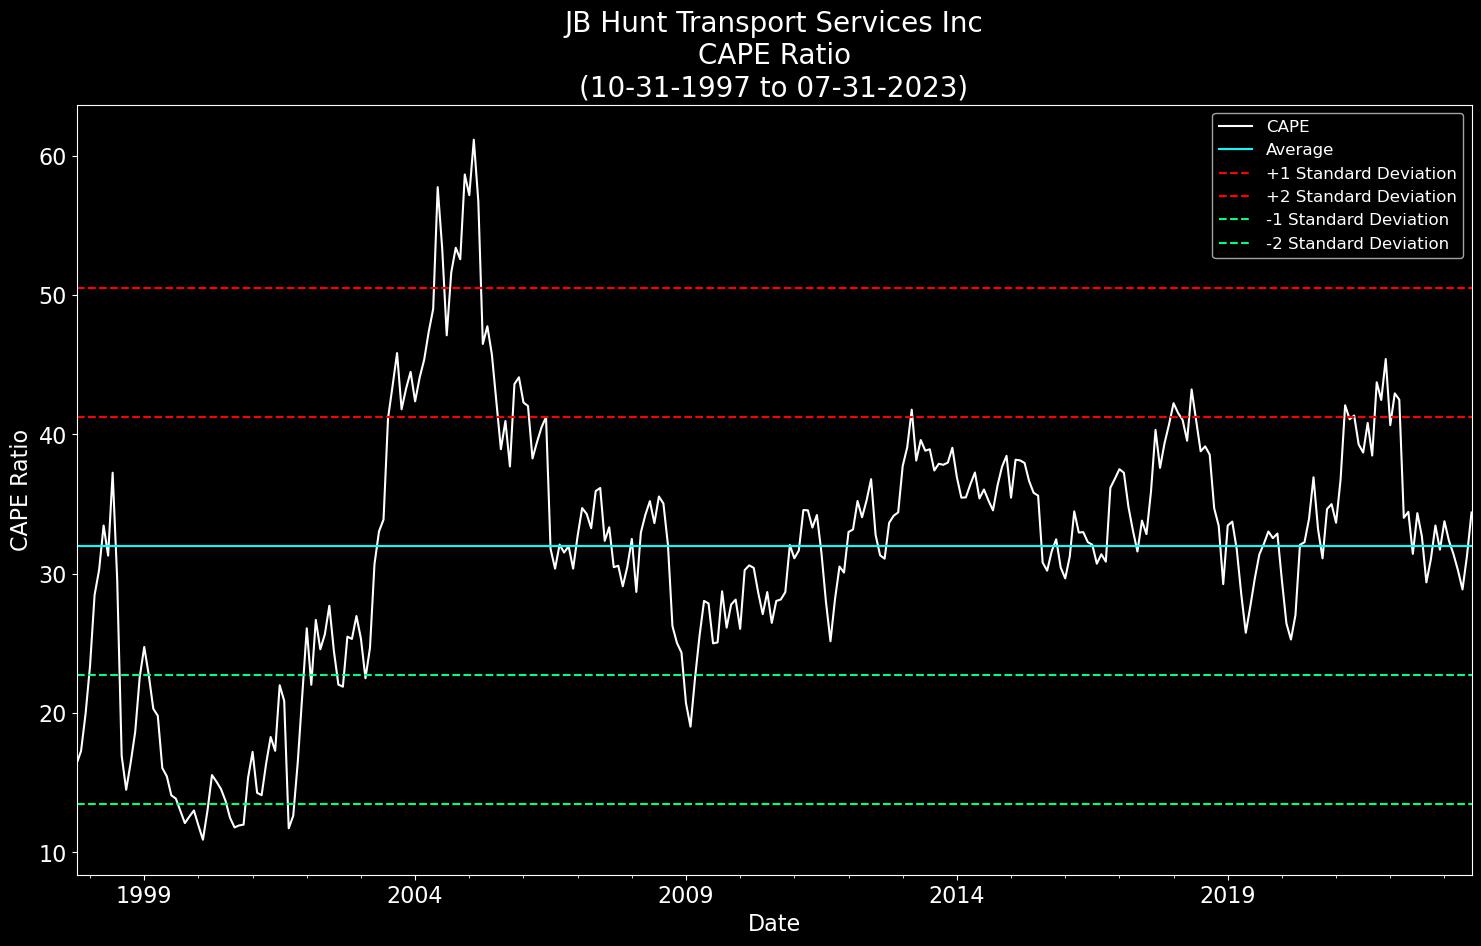 JB Hunt Transport Services Inc
CAPE Ratio
(10-31-1997 to 07-31-2023)
CAPE
Average
+1 Standard Deviation
+2 Standard Deviation
-1 Standard Deviation
-2 Standard Deviation
60
50
40
30
20
10
CAPE Ratio
1999
2004
2009
2014
2019
Date